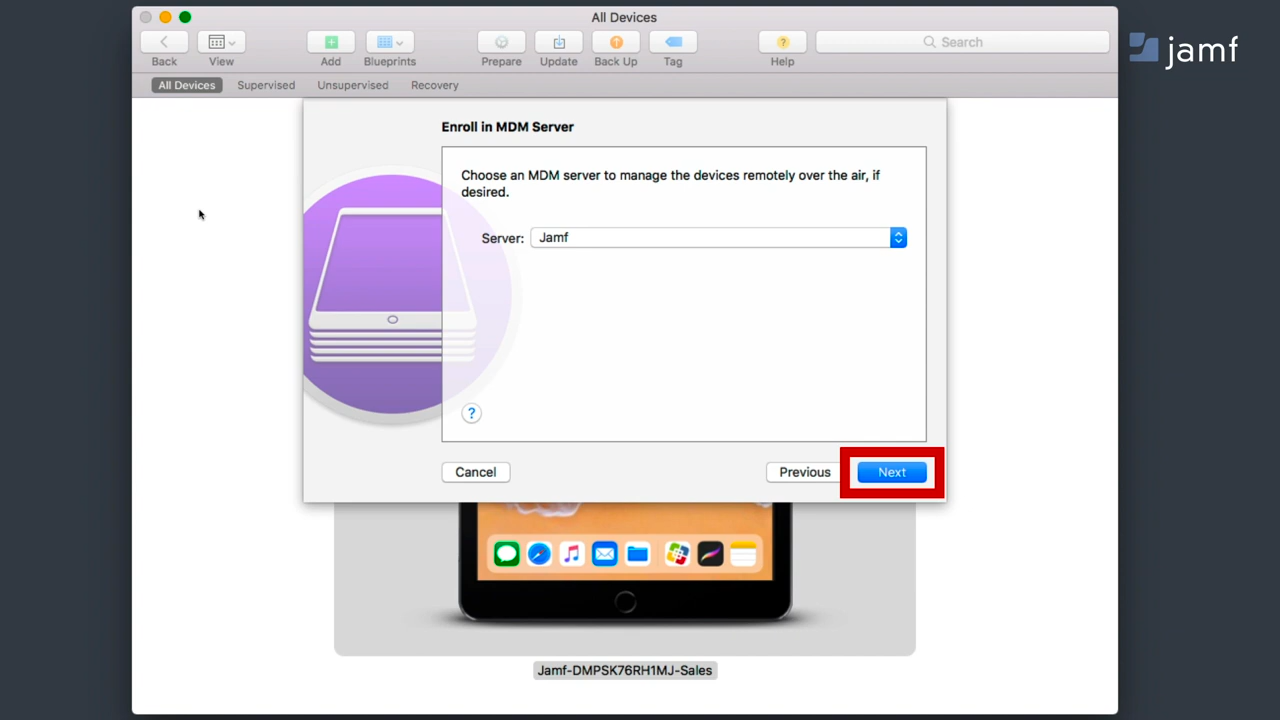 All Devices
Back
View
Add
Blueprints
Prepare
Update
Back Up
Tag
Help
Search
jamf
All Devices
Supervised
Unsupervised
Recovery
Enroll in MDM Server
Choose an MDM server to manage the devices remotely over the air, if
desired.
Server: Jamf
?
Cancel
Previous
Next
Jamf-DMPSK76RH1MJ-Sales